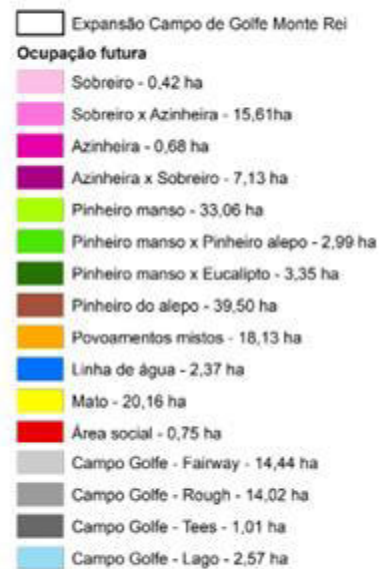 Expansão Campo de Golfe Monte Rei
Ocupação futura
Sobreiro - 0,42 ha
Sobreiro x Azinheira - 15,61ha
Azinheira - 0,68 ha
Azinheira x Sobreiro - 7,13 ha
Pinheiro manso - 33,06 ha
Pinheiro manso x Pinheiro alepo - 2,99 ha
Pinheiro manso x Eucalipto - 3,35 ha
Pinheiro do alepo - 39,50 ha
Povoamentos mistos - 18,13 ha
Linha de água - 2,37 ha
Mato - 20,16 ha
Área social - 0,75 ha
Campo Golfe - Fairway - 14,44 ha
Campo Golfe - Rough - 14,02 ha
Campo Golfe - Tees - 1,01 ha
Campo Golfe - Lago - 2,57 ha